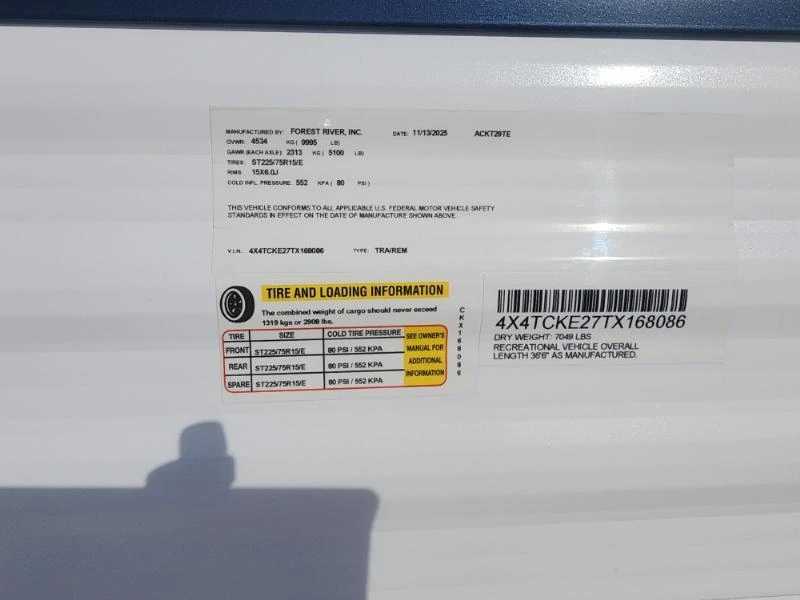 MANUFACTURED BY: FOREST RIVER, INC. DATE: 11/13/2025 ACKT29TE
GVWR: 4534 KG ( 9995 LB)
GAWR (EACH AXLE): 2313 KG ( 5100 LB)
TIRES: ST225/75R15/E
RIMS: 15X6.0J
COLD INFL. PRESSURE: 552 KPA ( 80 PSI )
THIS VEHICLE CONFORMS TO ALL APPLICABLE U.S. FEDERAL MOTOR VEHICLE SAFETY
STANDARDS IN EFFECT ON THE DATE OF MANUFACTURE SHOWN ABOVE.
V.I.N. 4X4TCKE27TX168086 TYPE: TRA/REM
TIRE AND LOADING INFORMATION
The combined weight of cargo should never exceed
1319 kgs or 2908 lbs.
TIRE SIZE COLD TIRE PRESSURE SEE OWNER'S
MANUAL FOR
ADDITIONAL
INFORMATION
FRONT ST225/75R15/E 80 PSI / 552 KPA
REAR ST225/75R15/E 80 PSI / 552 KPA
SPARE ST225/75R15/E 80 PSI / 552 KPA
CKX168086
4X4TCKE27TX168086
DRY WEIGHT: 7049 LBS
RECREATIONAL VEHICLE OVERALL
LENGTH 36'6" AS MANUFACTURED.